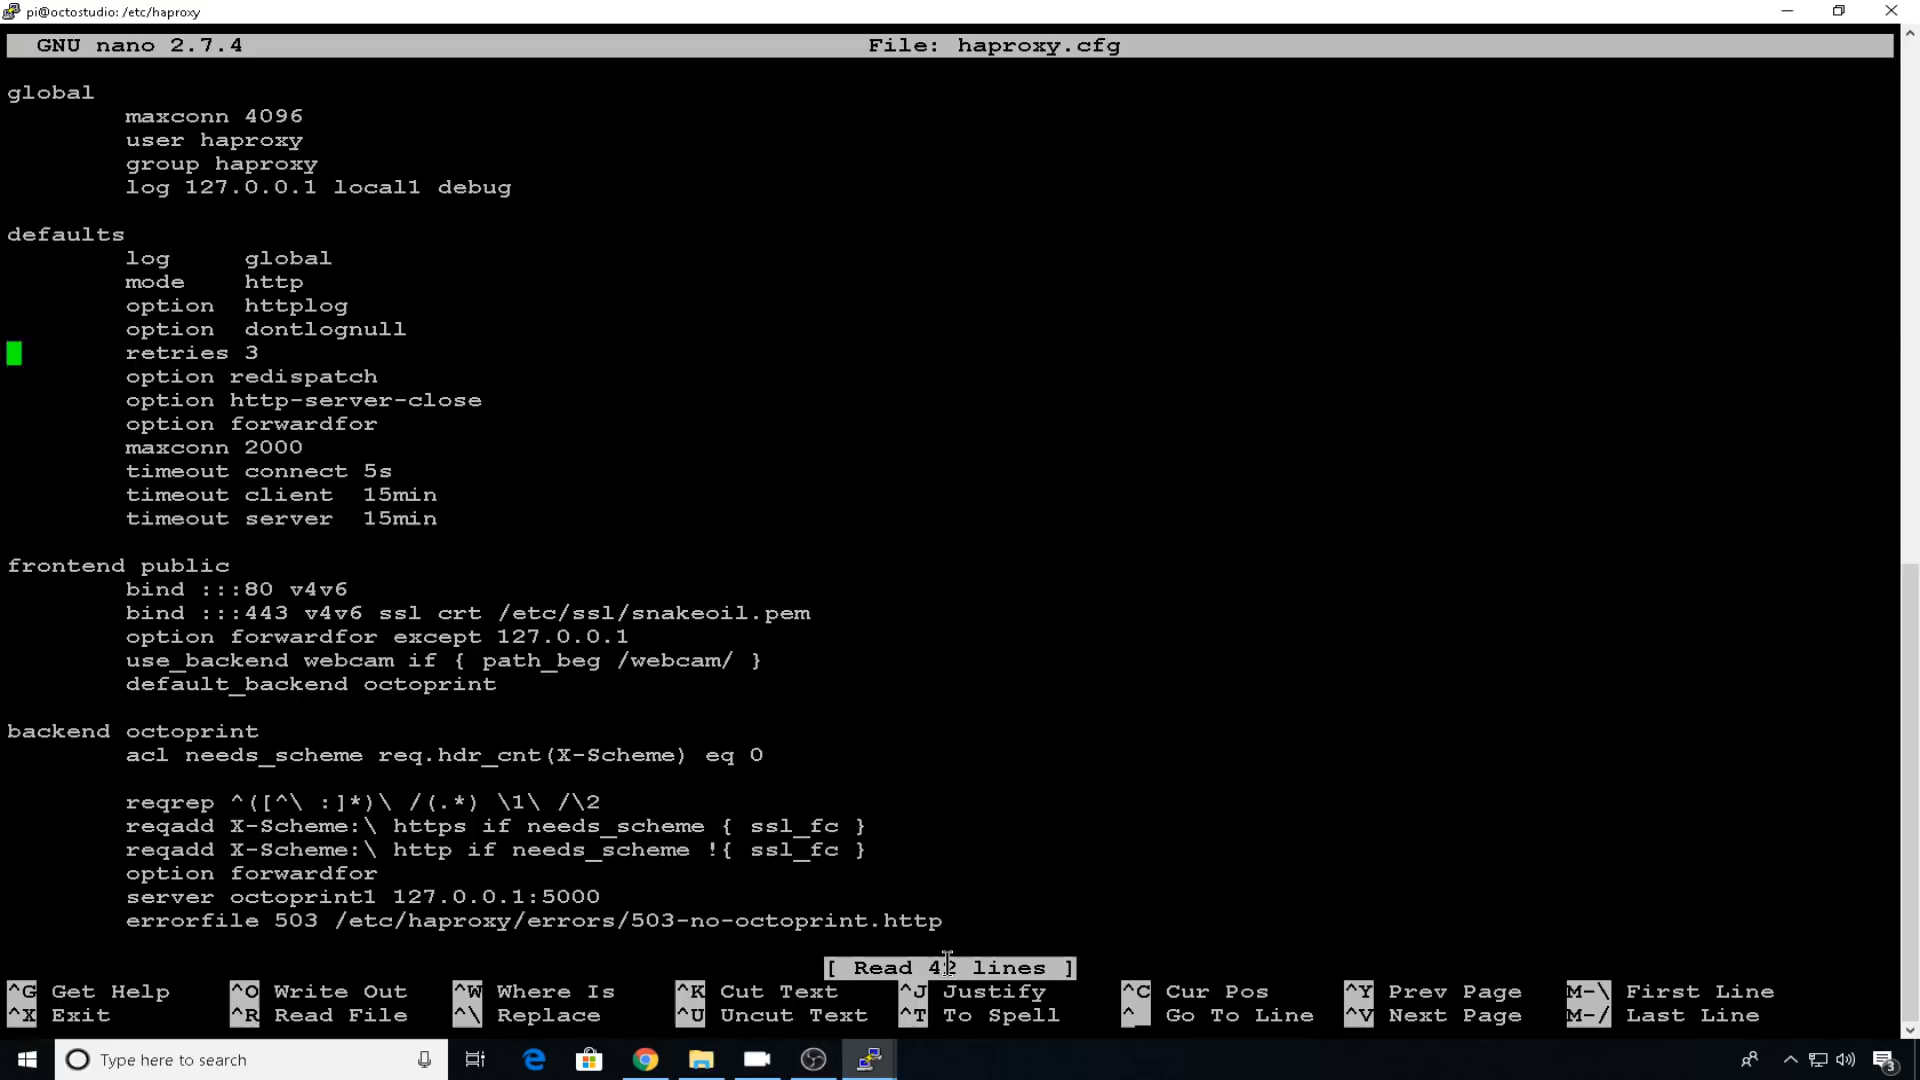 pi@octostudio: /etc/haproxy
GNU nano 2.7.4 File: haproxy.cfg
global
maxconn 4096
user haproxy
group haproxy
log 127.0.0.1 local1 debug
defaults
log global
mode http
option httplog
option dontlognull
retries 3
option redispatch
option http-server-close
option forwardfor
maxconn 2000
timeout connect 5s
timeout client 15min
timeout server 15min
frontend public
bind :::80 v4v6
bind :::443 v4v6 ssl crt /etc/ssl/snakeoil.pem
option forwardfor except 127.0.0.1
use_backend webcam if { path_beg /webcam/ }
default_backend octoprint
backend octoprint
acl needs_scheme req.hdr_cnt(X-Scheme) eq 0
reqrep ^([^\ :]*)\ /(.*) \1\ /\2
reqadd X-Scheme:\ https if needs_scheme { ssl_fc }
reqadd X-Scheme:\ http if needs_scheme !{ ssl_fc }
option forwardfor
server octoprint1 127.0.0.1:5000
errorfile 503 /etc/haproxy/errors/503-no-octoprint.http
[ Read 42 lines ]
^G Get Help ^O Write Out ^W Where Is ^K Cut Text ^J Justify ^C Cur Pos ^Y Prev Page M-\ First Line
^X Exit ^R Read File ^\ Replace ^U Uncut Text ^T To Spell ^_ Go To Line ^V Next Page M-/ Last Line
Type here to search
3